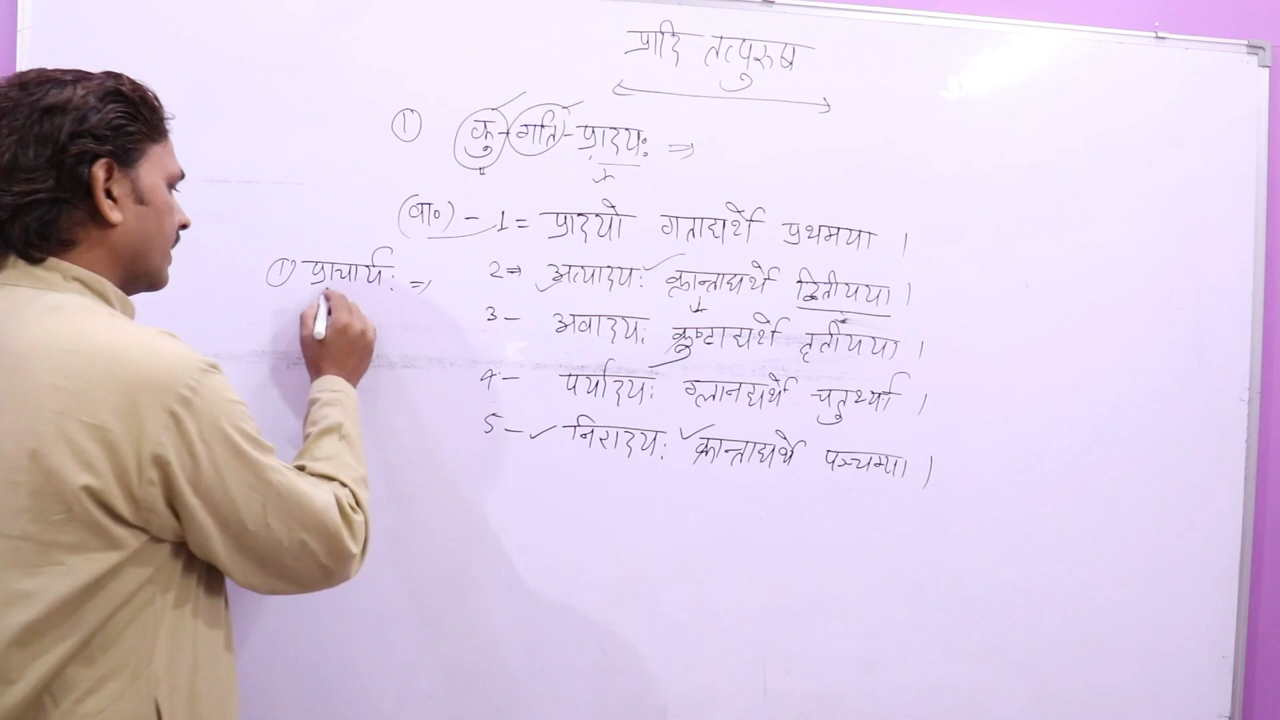 प्रादि तत्पुरुष
① कु-गति-प्रादयः ⇒
(वा०) - 1 = प्रादयो गताद्यर्थे प्रथमया ।
① प्राचार्यः ⇒
2 ⇒ अत्यादयः क्रान्ताद्यर्थे द्वितीयया ।
3 - अवादयः क्रुष्टाद्यर्थे तृतीयया ।
4 - पर्यादयः ग्लानद्यर्थे चतुर्थ्या ।
5 - निरादयः क्रान्ताद्यर्थे पञ्चम्या ।